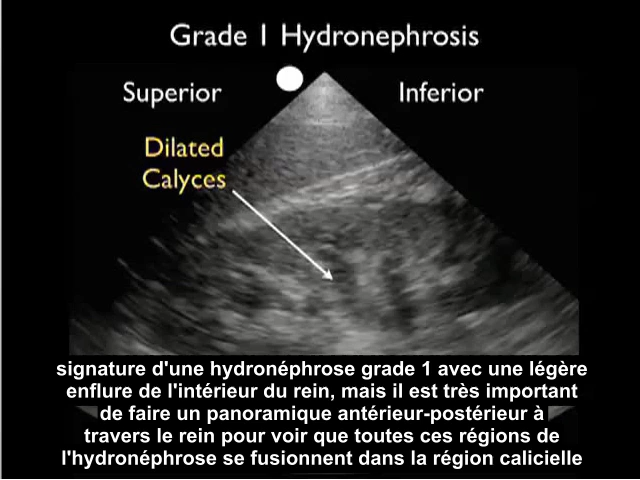 Grade 1 Hydronephrosis
Superior
Inferior
Dilated
Calyces
signature d'une hydronéphrose grade 1 avec une légère
enflure de l'intérieur du rein, mais il est très important
de faire un panoramique antérieur-postérieur à
travers le rein pour voir que toutes ces régions de
l'hydronéphrose se fusionnent dans la région calicielle